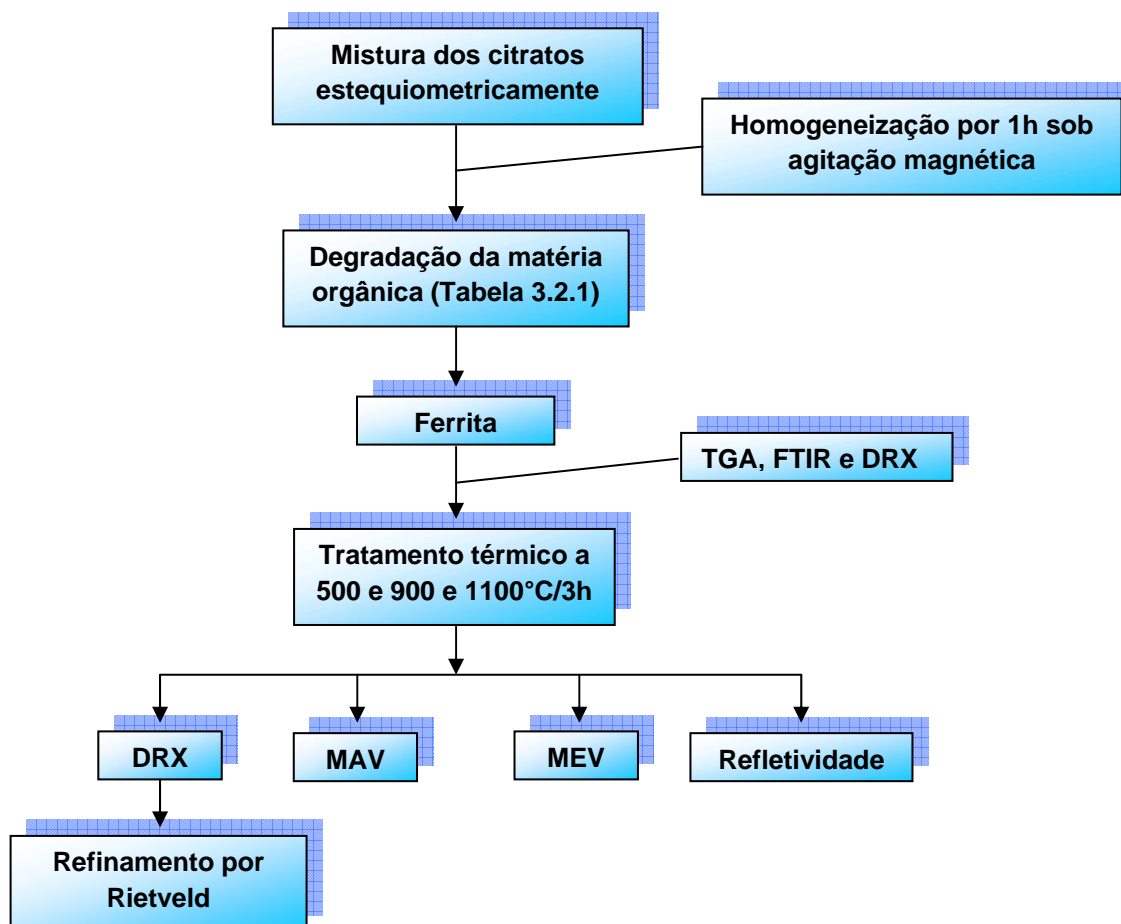 Mistura dos citratos
estequiometricamente
Homogeneização por 1h sob
agitação magnética
Degradação da matéria
orgânica (Tabela 3.2.1)
Ferrita
TGA, FTIR e DRX
Tratamento térmico a
500 e 900 e 1100°C/3h
DRX
MAV
MEV
Refletividade
Refinamento por
Rietveld